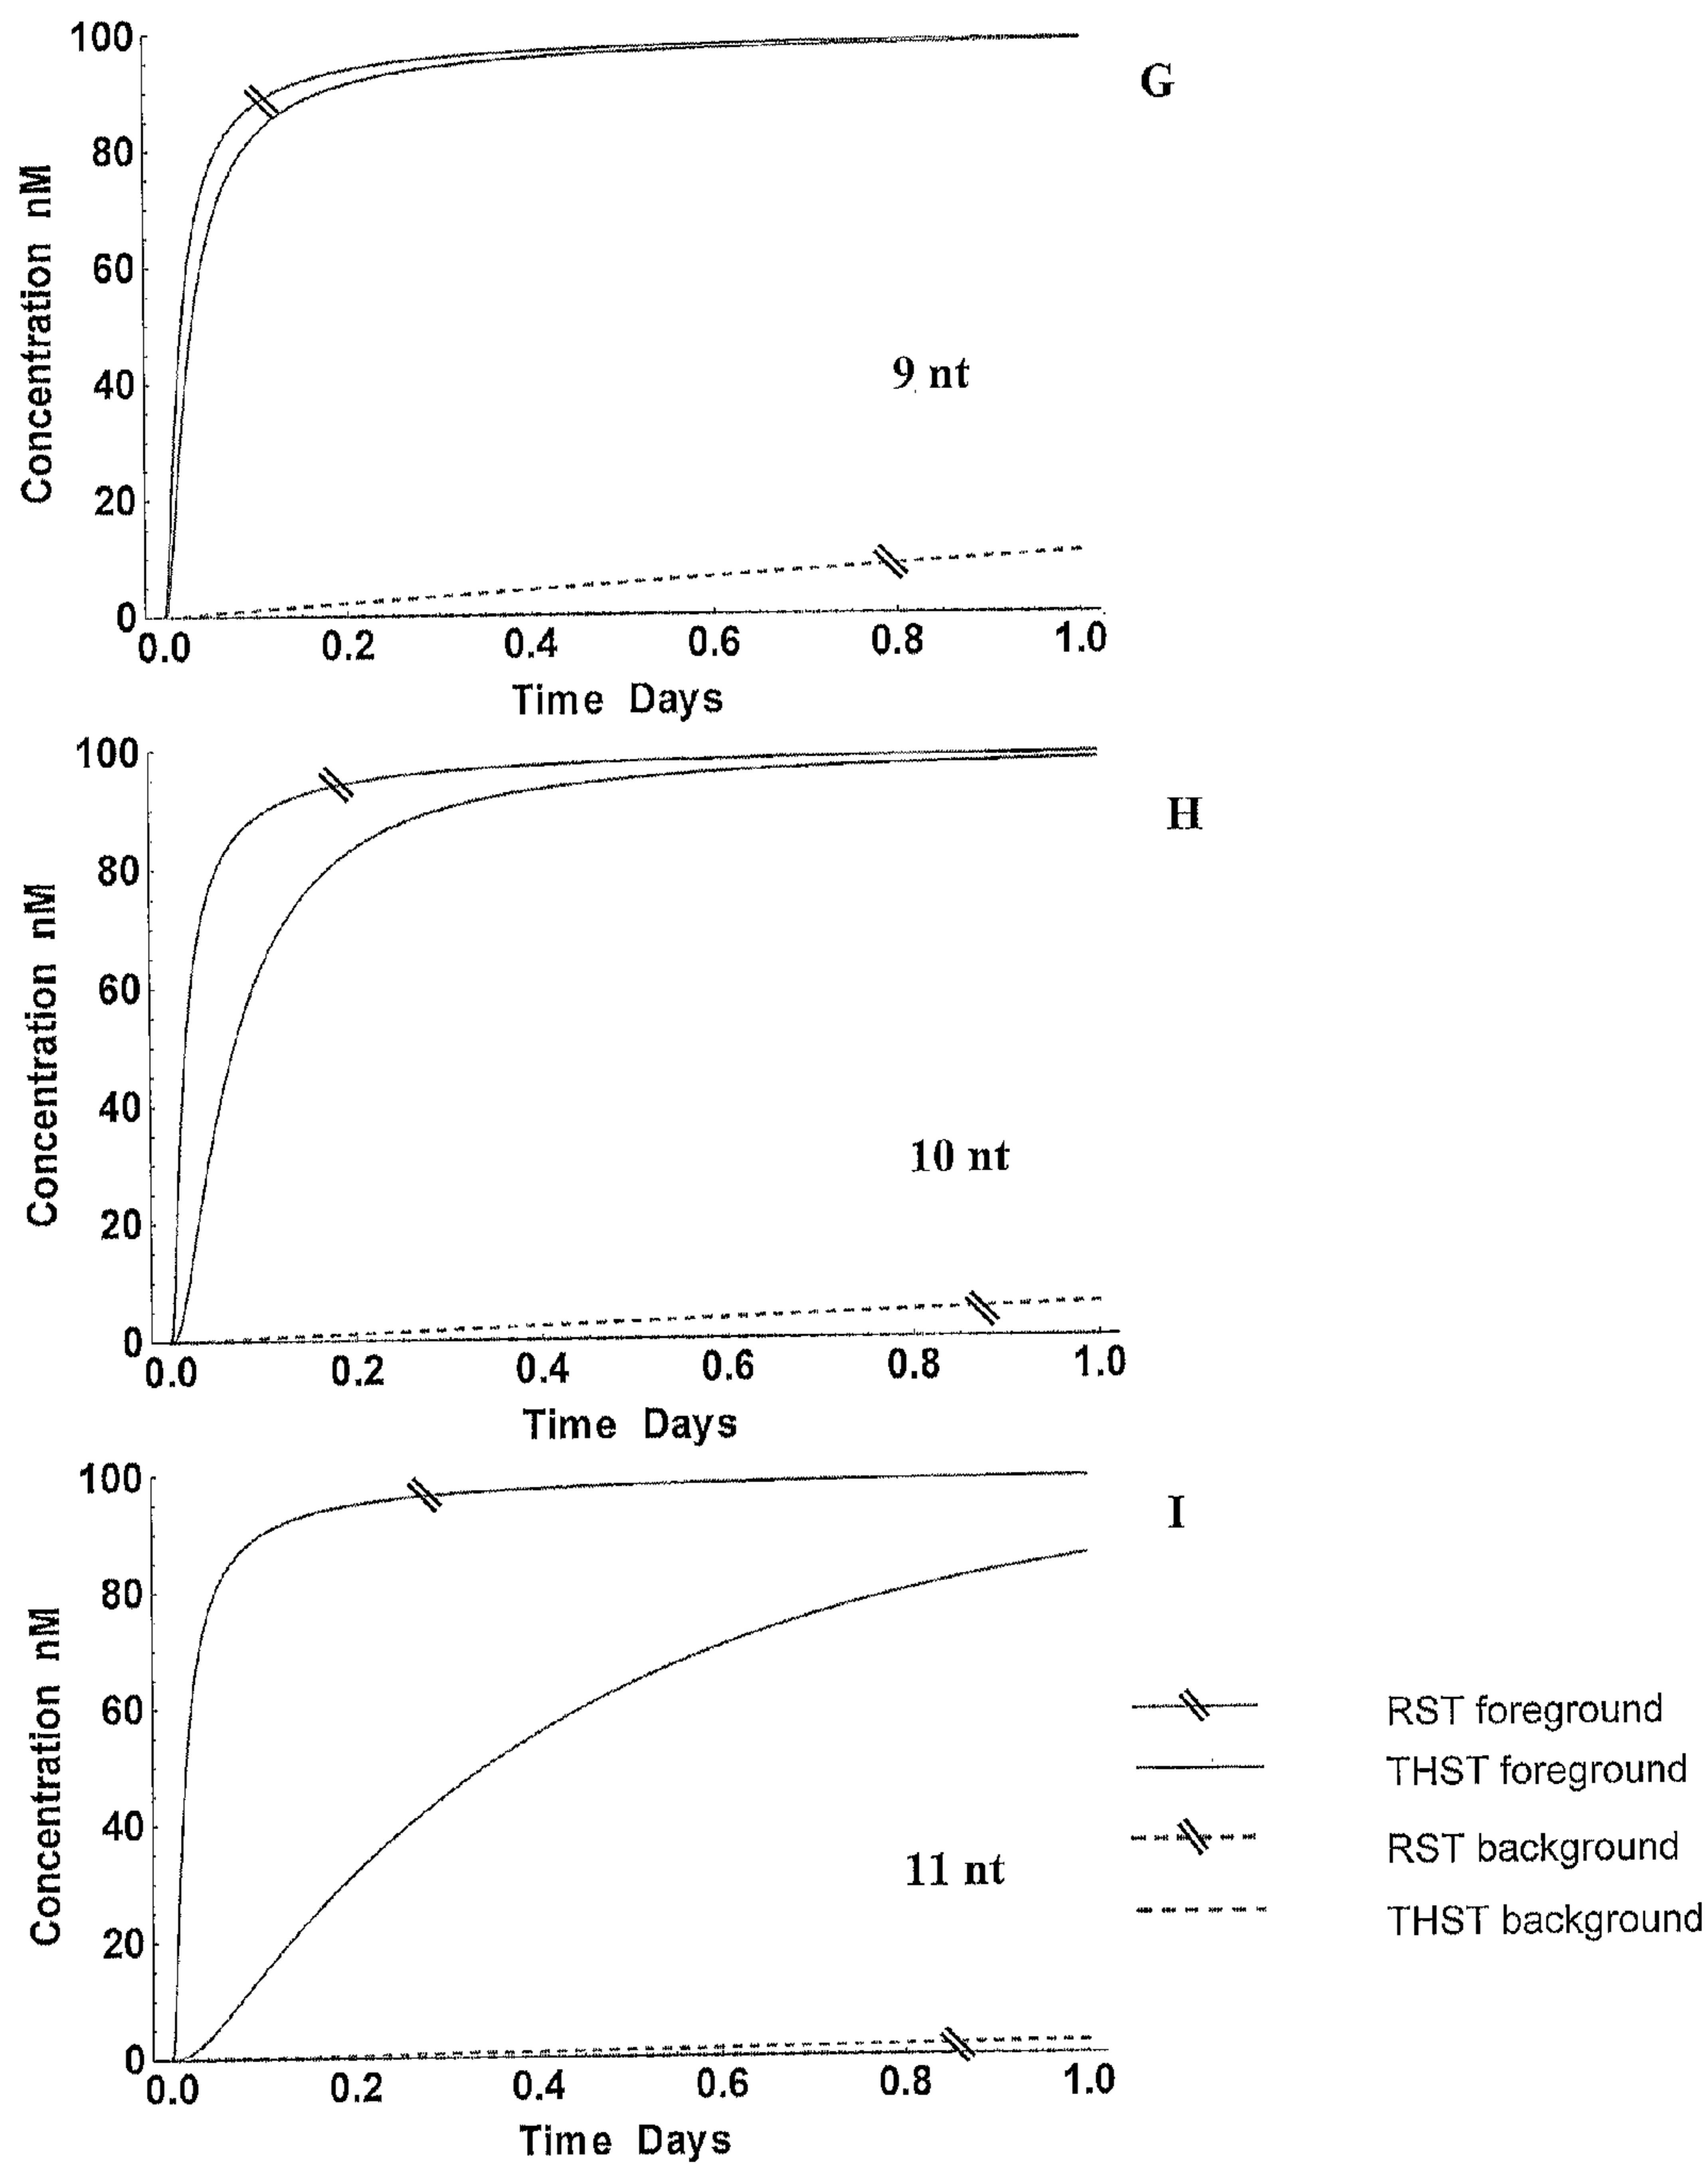 100
80
60
40
20
0
Concentration nM
G
9 nt
0.0 0.2 0.4 0.6 0.8 1.0
Time Days
100
80
60
40
20
0
Concentration nM
H
10 nt
0.0 0.2 0.4 0.6 0.8 1.0
Time Days
100
80
60
40
20
0
Concentration nM
I
11 nt
0.0 0.2 0.4 0.6 0.8 1.0
Time Days
RST foreground
THST foreground
RST background
THST background